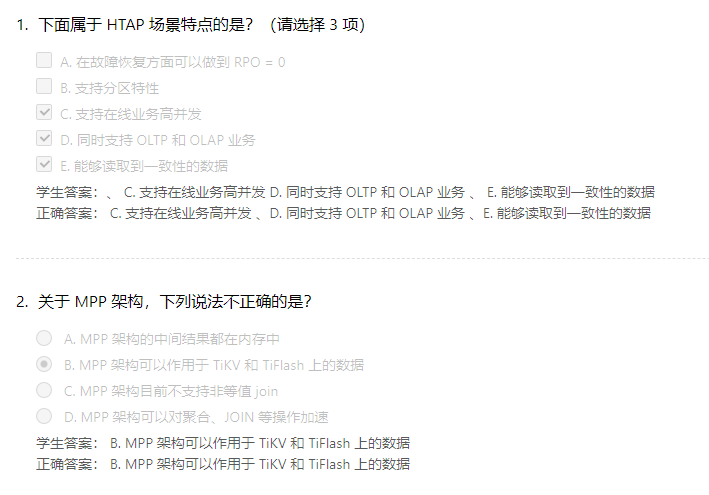 1. 下面属于 HTAP 场景特点的是？（请选择 3 项）
A. 在故障恢复方面可以做到 RPO = 0
B. 支持分区特性
C. 支持在线业务高并发
D. 同时支持 OLTP 和 OLAP 业务
E. 能够读取到一致性的数据
学生答案： 、 C. 支持在线业务高并发 D. 同时支持 OLTP 和 OLAP 业务 、 E. 能够读取到一致性的数据
正确答案： C. 支持在线业务高并发 、D. 同时支持 OLTP 和 OLAP 业务 、E. 能够读取到一致性的数据
2. 关于 MPP 架构，下列说法不正确的是？
A. MPP 架构的中间结果都在内存中
B. MPP 架构可以作用于 TiKV 和 TiFlash 上的数据
C. MPP 架构目前不支持非等值 join
D. MPP 架构可以对聚合、JOIN 等操作加速
学生答案： B. MPP 架构可以作用于 TiKV 和 TiFlash 上的数据
正确答案： B. MPP 架构可以作用于 TiKV 和 TiFlash 上的数据